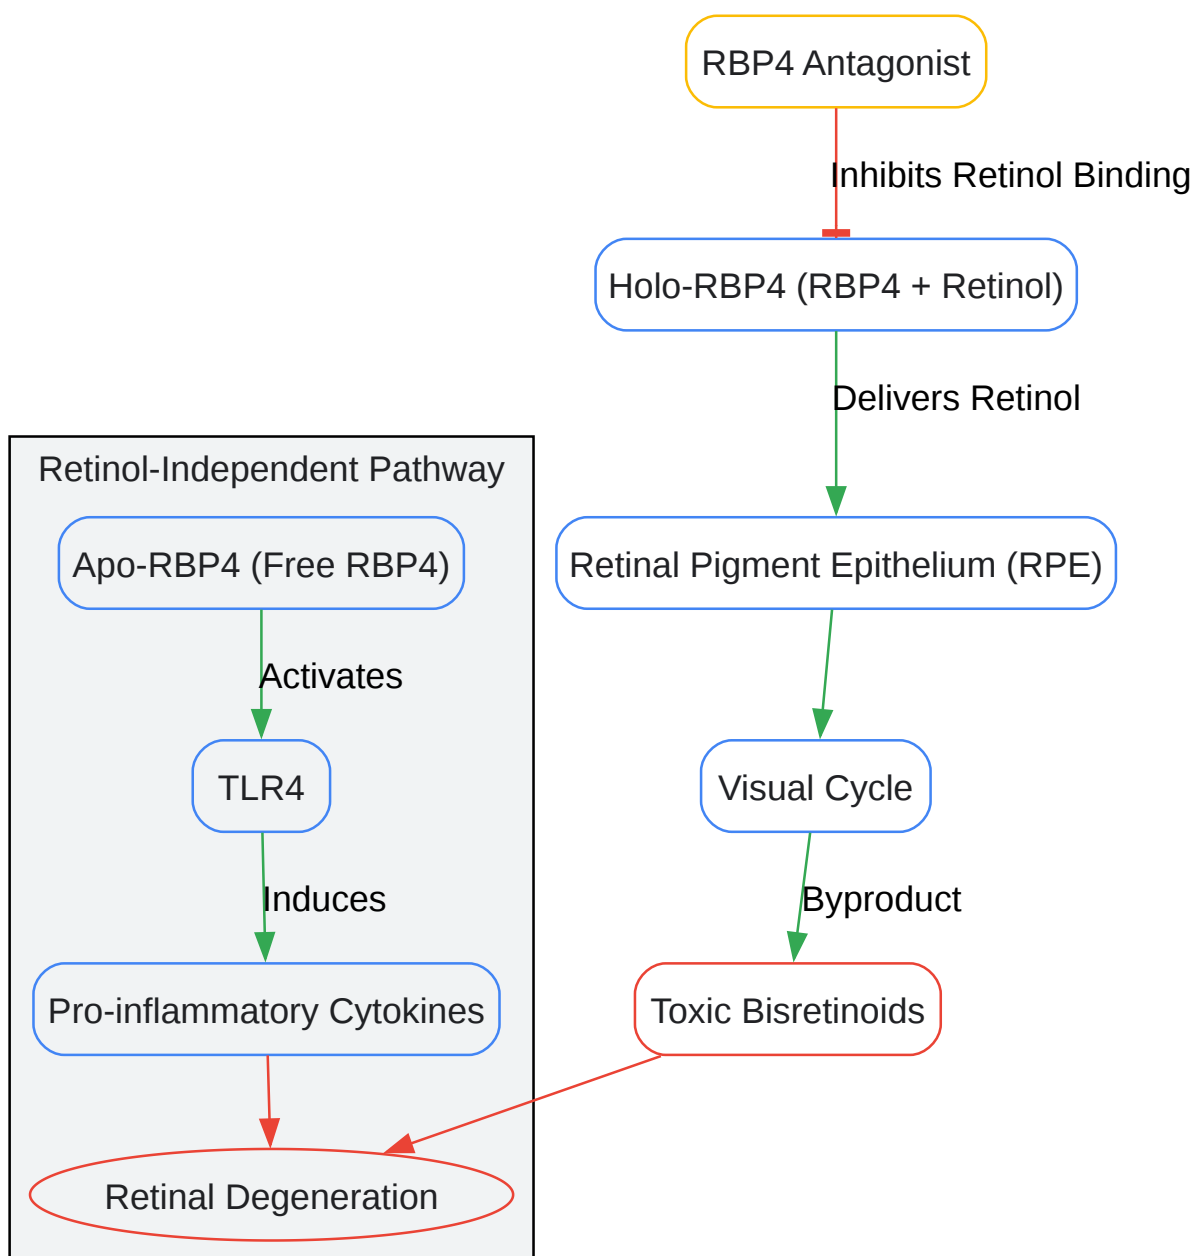 RBP4 Antagonist
Inhibits Retinol Binding
Holo-RBP4 (RBP4 + Retinol)
Delivers Retinol
Retinol-Independent Pathway
Apo-RBP4 (Free RBP4)
Retinal Pigment Epithelium (RPE)
Activates
TLR4
Visual Cycle
Induces
Byproduct
Pro-inflammatory Cytokines
Toxic Bisretinoids
Retinal Degeneration